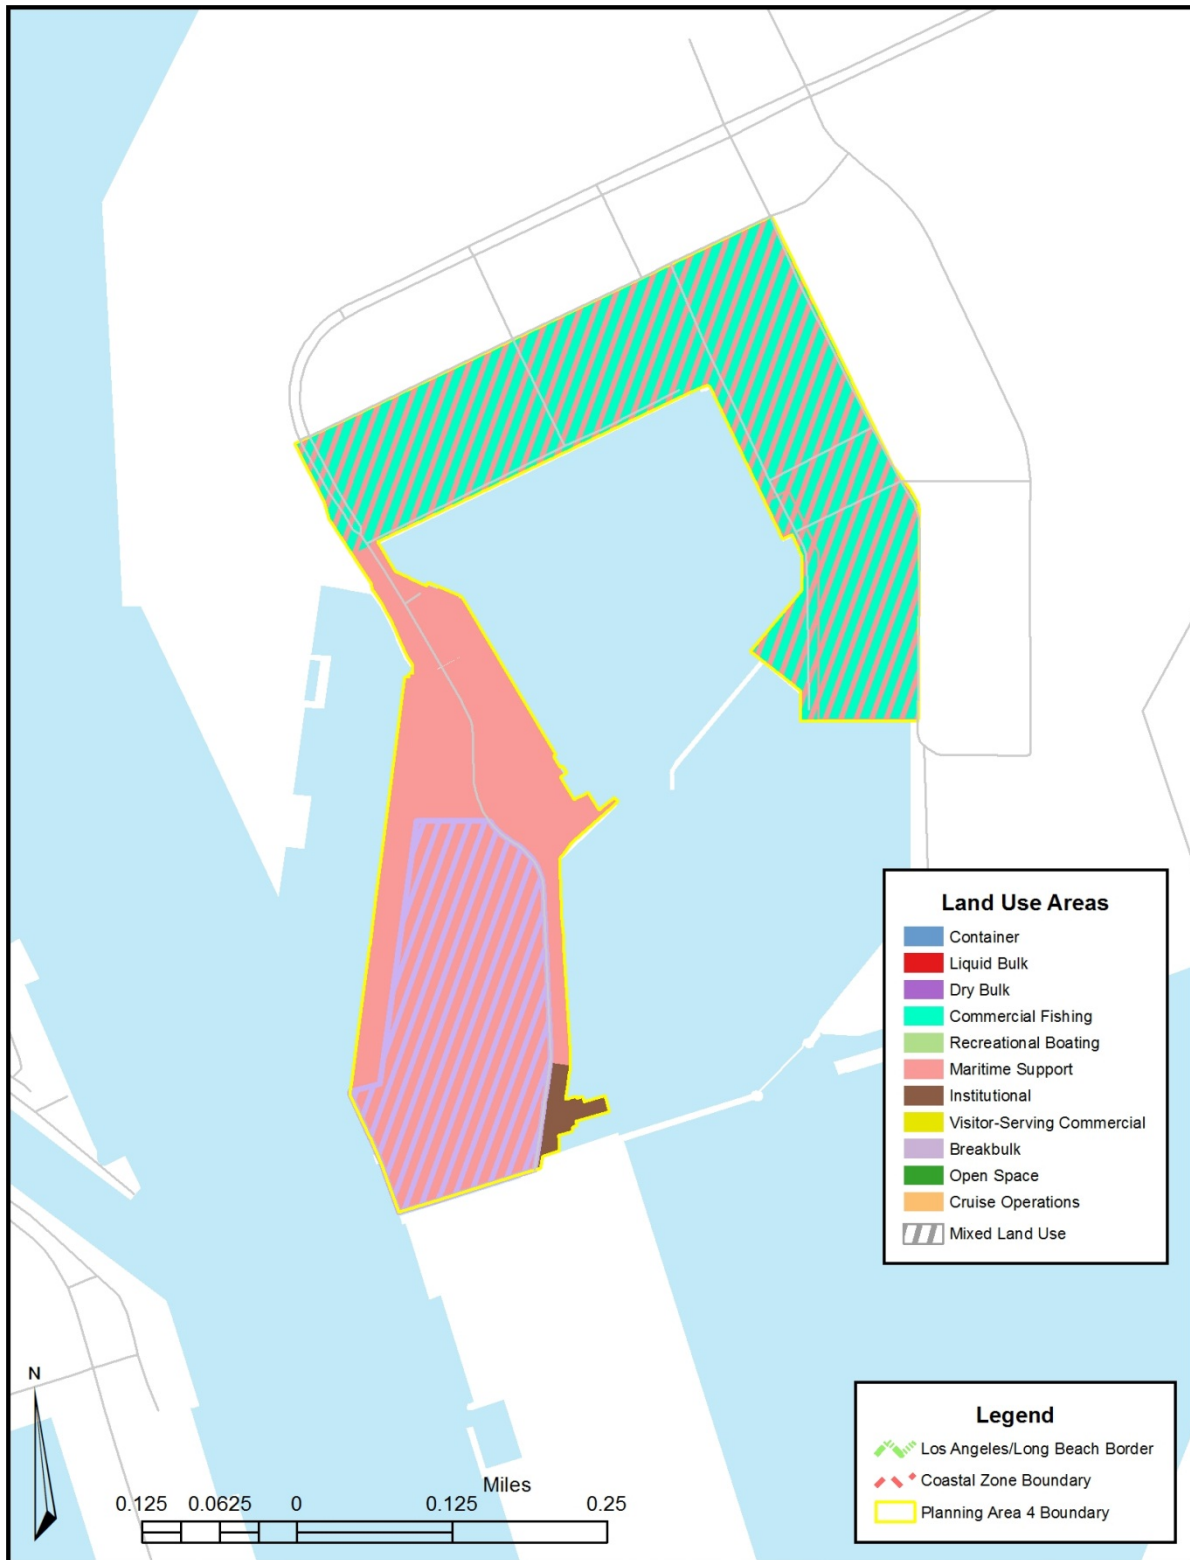 Land Use Areas
Container
Liquid Bulk
Dry Bulk
Commercial Fishing
Recreational Boating
Maritime Support
Institutional
Visitor-Serving Commercial
Breakbulk
Open Space
Cruise Operations
Mixed Land Use
N
Miles
0.125 0.0625 0 0.125 0.25
Legend
Los Angeles/Long Beach Border
Coastal Zone Boundary
Planning Area 4 Boundary